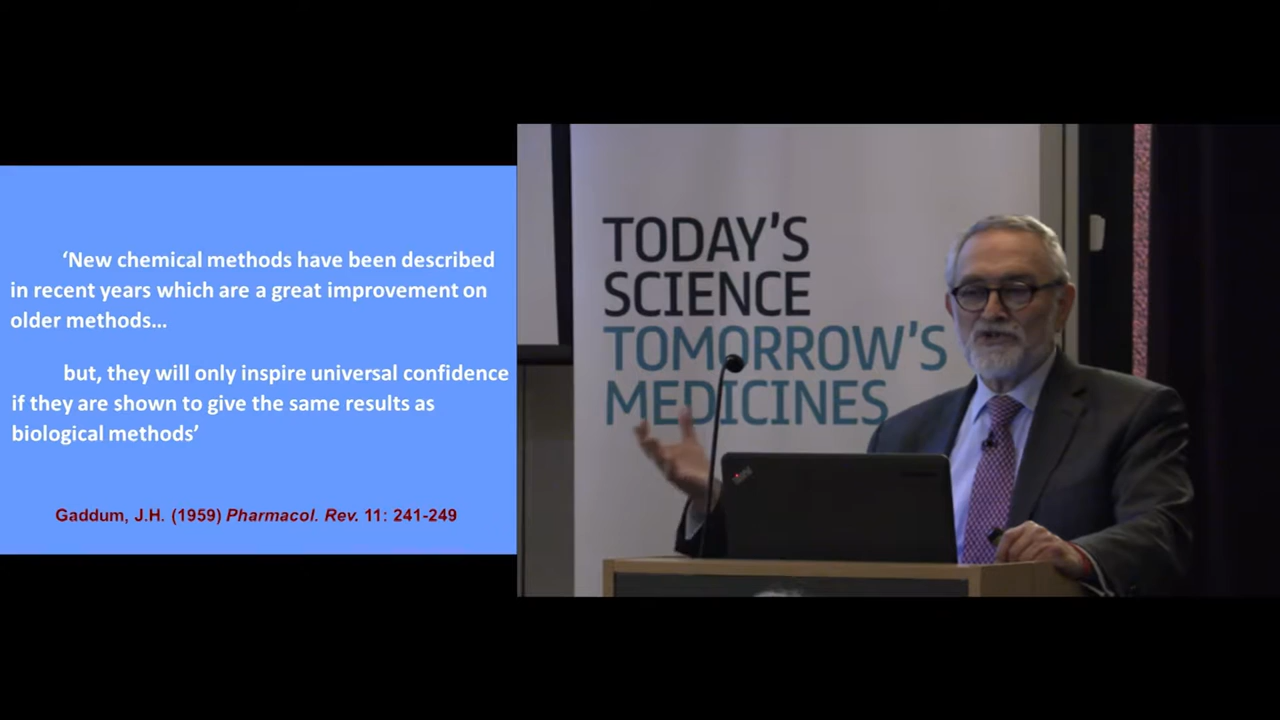 ‘New chemical methods have been described
in recent years which are a great improvement on
older methods…
but, they will only inspire universal confidence
if they are shown to give the same results as
biological methods’
Gaddum, J.H. (1959) Pharmacol. Rev. 11: 241-249
TODAY’S
SCIENCE
TOMORROW’S
MEDICINES